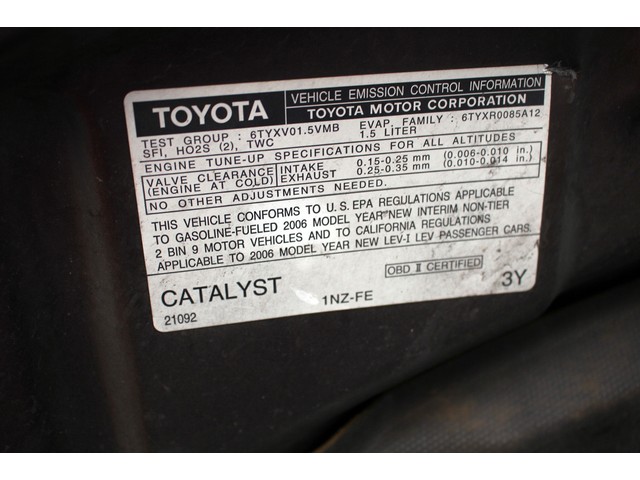 TOYOTA VEHICLE EMISSION CONTROL INFORMATION
TOYOTA MOTOR CORPORATION
TEST GROUP : 6TYXV01.5VMB EVAP. FAMILY : 6TYXR0085A12
SFI, HO2S (2), TWC 1.5 LITER
ENGINE TUNE-UP SPECIFICATIONS FOR ALL ALTITUDES
VALVE CLEARANCE INTAKE 0.15-0.25 mm (0.006-0.010 in.)
(ENGINE AT COLD) EXHAUST 0.25-0.35 mm (0.010-0.014 in.)
NO OTHER ADJUSTMENTS NEEDED.
THIS VEHICLE CONFORMS TO U.S. EPA REGULATIONS APPLICABLE
TO GASOLINE-FUELED 2006 MODEL YEAR NEW INTERIM NON-TIER
2 BIN 9 MOTOR VEHICLES AND TO CALIFORNIA REGULATIONS
APPLICABLE TO 2006 MODEL YEAR NEW LEV-I LEV PASSENGER CARS.
OBD II CERTIFIED
CATALYST 1NZ-FE 3Y
21092